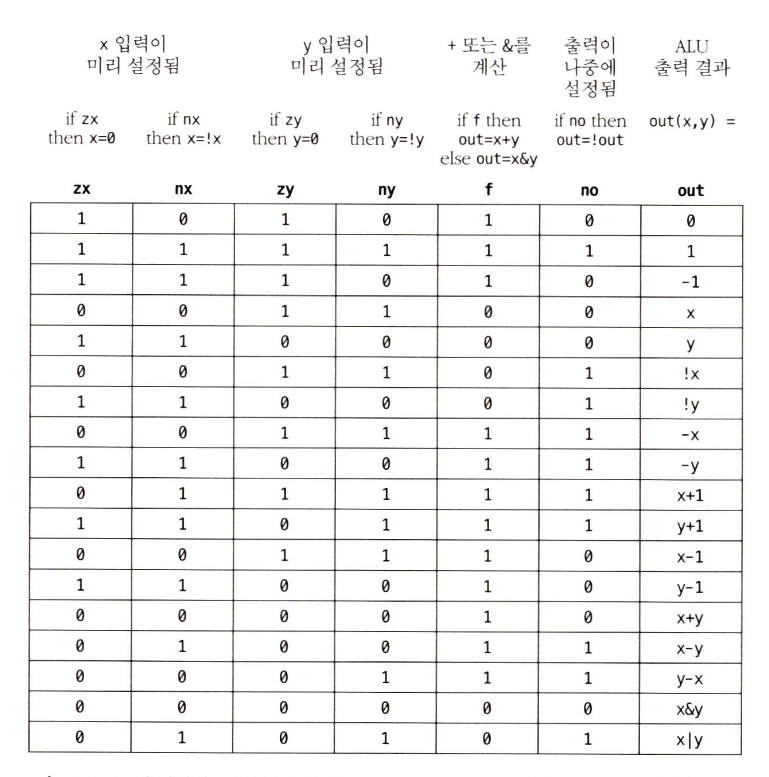 x 입력이 y 입력이 + 또는 &를 출력이 ALU
미리 설정됨 미리 설정됨 계산 나중에 출력 결과
설정됨
if zx if nx if zy if ny if f then if no then out(x,y) =
then x=0 then x=!x then y=0 then y=!y out=x+y out=!out
else out=x&y
zx nx zy ny f no out
1 0 1 0 1 0 0
1 1 1 1 1 1 1
1 1 1 0 1 0 -1
0 0 1 1 0 0 x
1 1 0 0 0 0 y
0 0 1 1 0 1 !x
1 1 0 0 0 1 !y
0 0 1 1 1 1 -x
1 1 0 0 1 1 -y
0 1 1 1 1 1 x+1
1 1 0 1 1 1 y+1
0 0 1 1 1 0 x-1
1 1 0 0 1 0 y-1
0 0 0 0 1 0 x+y
0 1 0 0 1 1 x-y
0 0 0 1 1 1 y-x
0 0 0 0 0 0 x&y
0 1 0 1 0 1 x|y